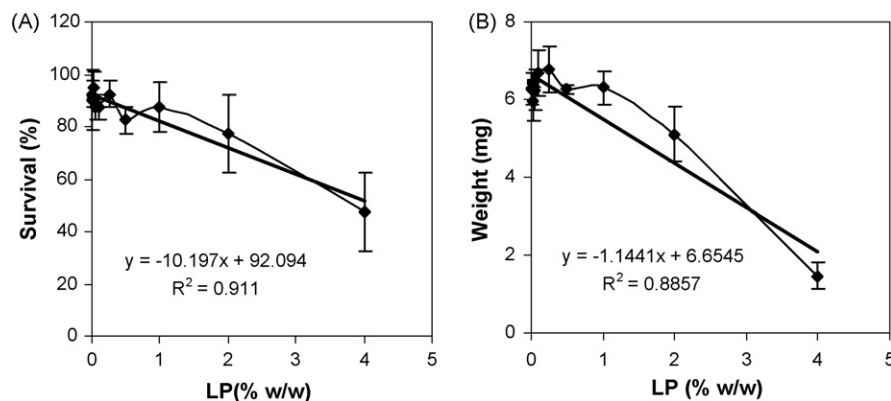 (A)
120
100
80
60
40
20
0
Survival (%)
y = -10.197x + 92.094
R² = 0.911
0 1 2 3 4 5
LP(% w/w)
(B)
8
6
4
2
0
Weight (mg)
y = -1.1441x + 6.6545
R² = 0.8857
0 1 2 3 4 5
LP (% w/w)